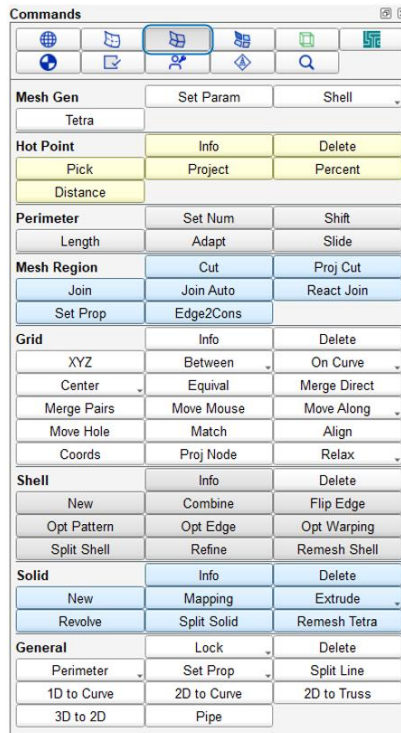 Commands
Mesh Gen Set Param Shell
Tetra
Hot Point Info Delete
Pick Project Percent
Distance
Perimeter Set Num Shift
Length Adapt Slide
Mesh Region Cut Proj Cut
Join Join Auto React Join
Set Prop Edge2Cons
Grid Info Delete
XYZ Between On Curve
Center Equival Merge Direct
Merge Pairs Move Mouse Move Along
Move Hole Match Align
Coords Proj Node Relax
Shell Info Delete
New Combine Flip Edge
Opt Pattern Opt Edge Opt Warping
Split Shell Refine Remesh Shell
Solid Info Delete
New Mapping Extrude
Revolve Split Solid Remesh Tetra
General Lock Delete
Perimeter Set Prop Split Line
1D to Curve 2D to Curve 2D to Truss
3D to 2D Pipe